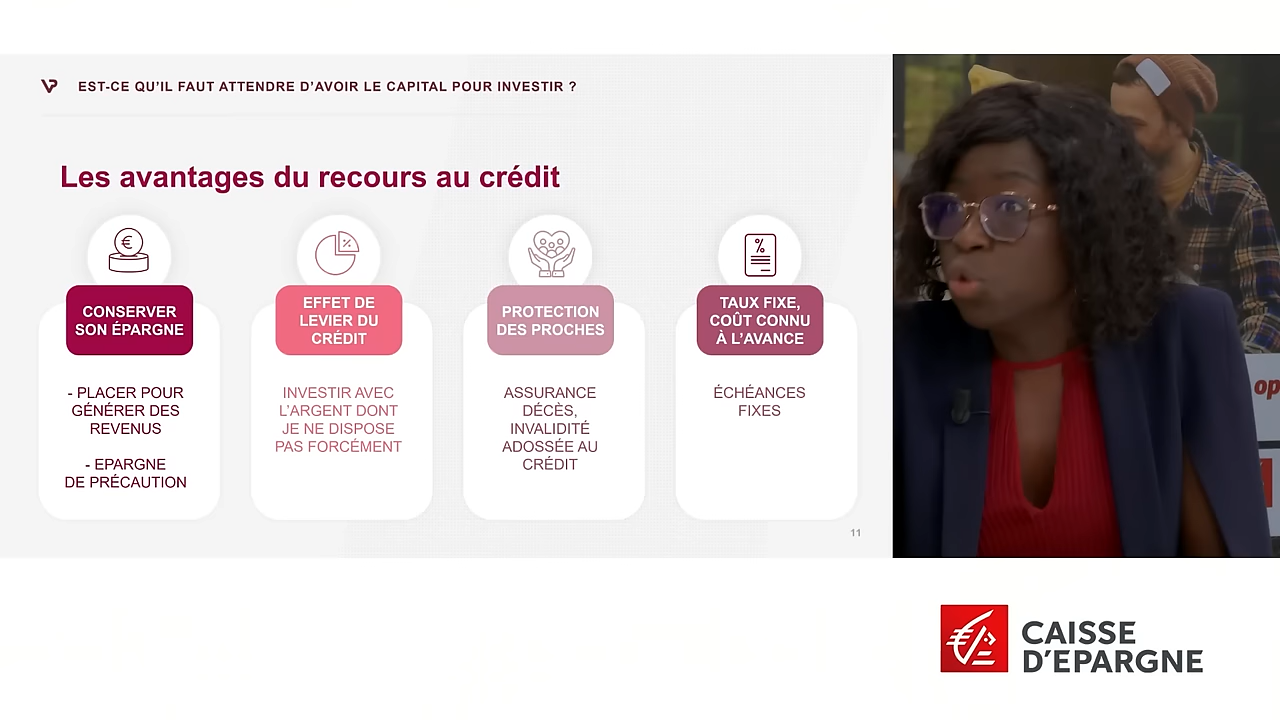 EST-CE QU'IL FAUT ATTENDRE D'AVOIR LE CAPITAL POUR INVESTIR ?
Les avantages du recours au crédit
€
%
%
CONSERVER
SON ÉPARGNE
EFFET DE
LEVIER DU
CRÉDIT
PROTECTION
DES PROCHES
TAUX FIXE,
COÛT CONNU
À L'AVANCE
- PLACER POUR
GÉNÉRER DES
REVENUS
- EPARGNE
DE PRÉCAUTION
INVESTIR AVEC
L'ARGENT DONT
JE NE DISPOSE
PAS FORCÉMENT
ASSURANCE
DÉCÈS,
INVALIDITÉ
ADOSSÉE AU
CRÉDIT
ÉCHÉANCES
FIXES
11
op
CAISSE
D'EPARGNE